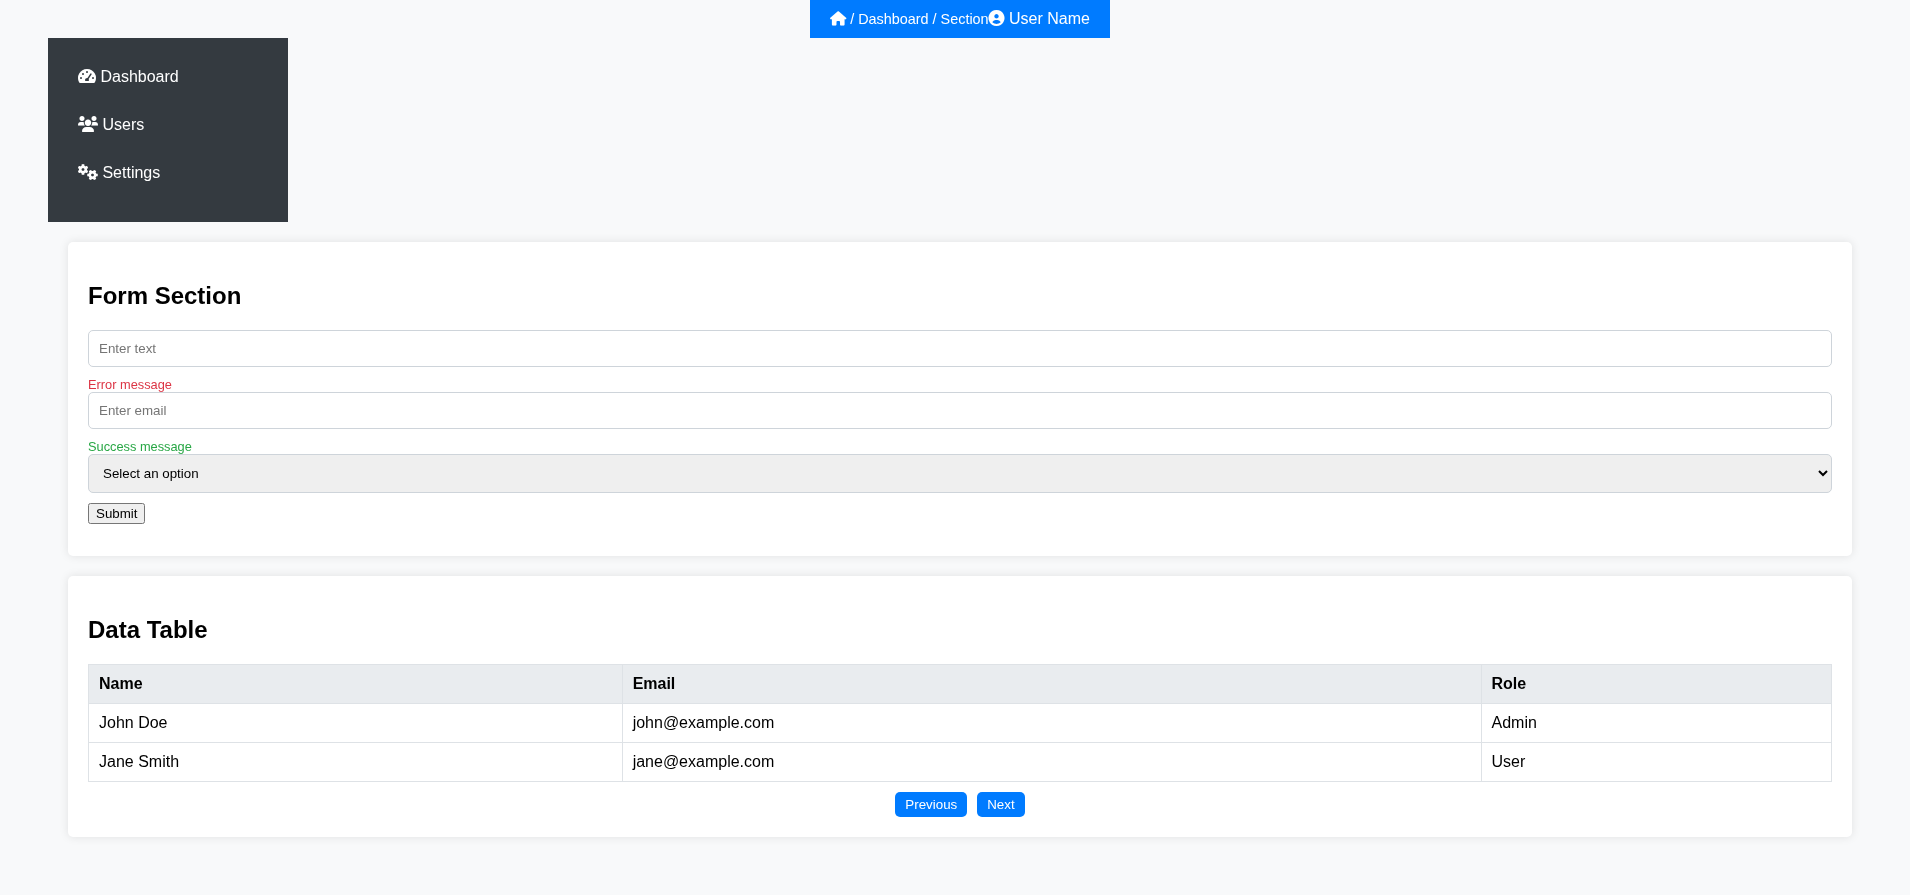 / Dashboard / Section User Name
Dashboard
Users
Settings
Form Section
Enter text
Error message
Enter email
Success message
Select an option
Submit
Data Table
Name Email Role
John Doe john@example.com Admin
Jane Smith jane@example.com User
Previous Next